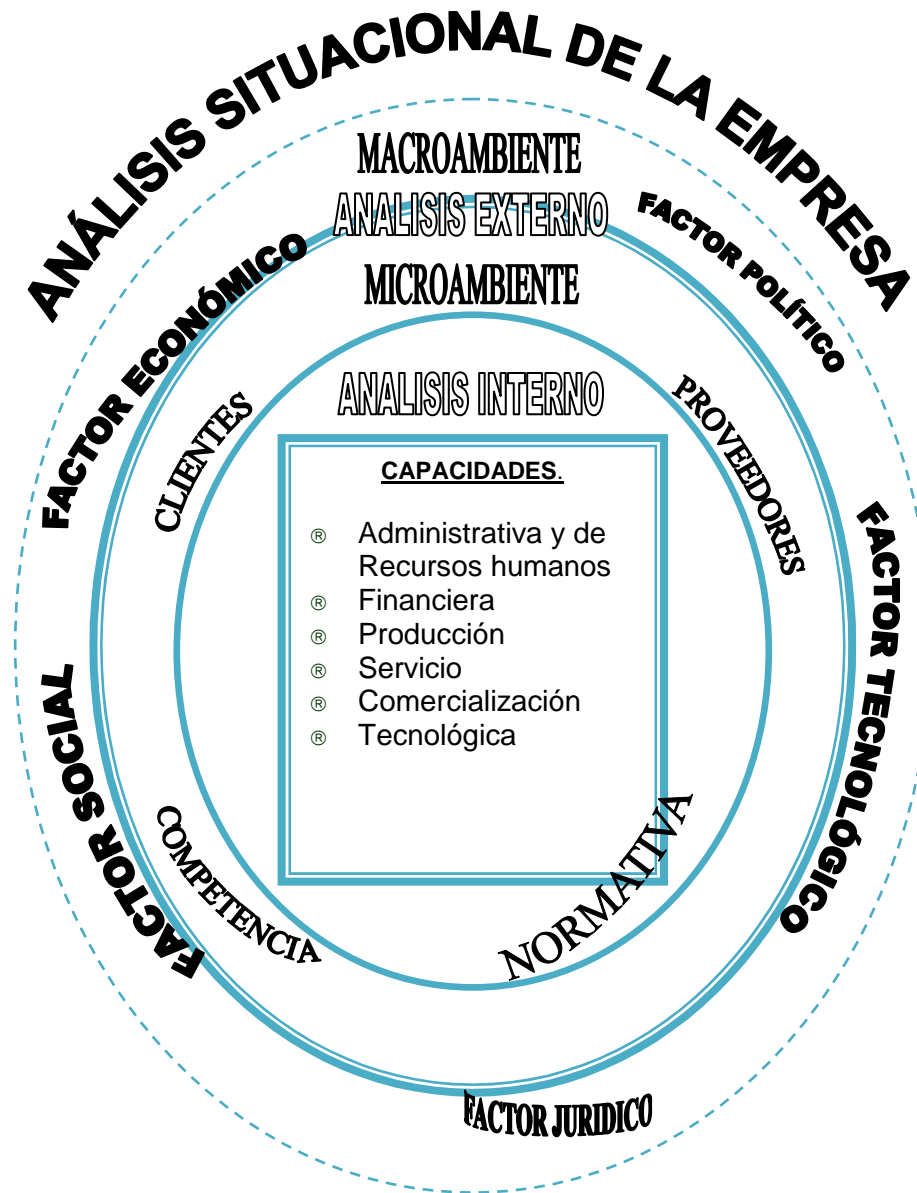 ANÁLISIS SITUACIONAL DE LA EMPRESA
MACROAMBIENTE
ANALISIS EXTERNO
FACTOR POLÍTICO
FACTOR ECONÓMICO
MICROAMBIENTE
ANALISIS INTERNO
CLIENTES
PROVEEDORES
CAPACIDADES.
® Administrativa y de
Recursos humanos
® Financiera
® Producción
® Servicio
® Comercialización
® Tecnológica
FACTOR TECNOLÓGICO
FACTOR SOCIAL
COMPETENCIA
NORMATIVA
FACTOR JURIDICO